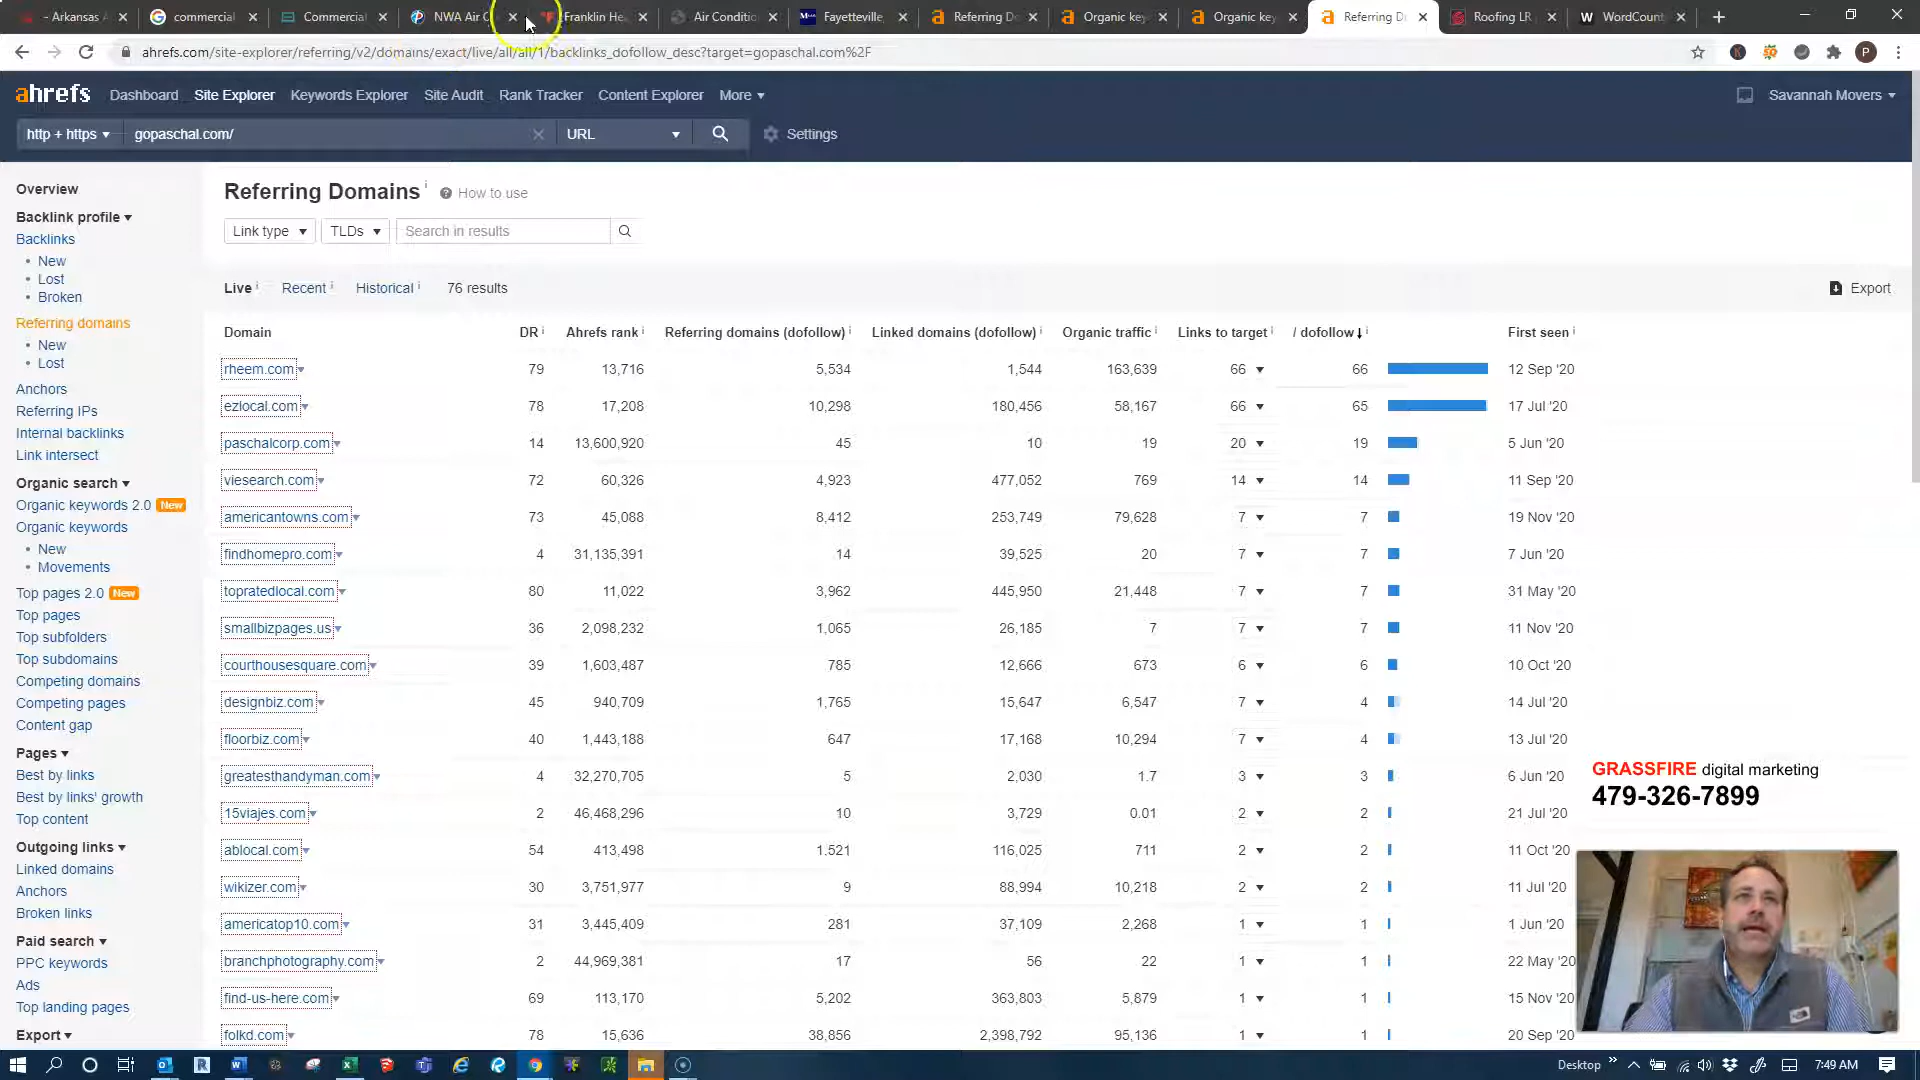 - Arkansas A
commercial
Commercial
NWA Air C
Franklin He
Air Conditio
Fayetteville,
Referring D
Organic key
Organic key
Referring D
Roofing LR
WordCount
ahrefs.com/site-explorer/referring/v2/domains/exact/live/all/all/1/backlinks_dofollow_desc?target=gopaschal.com%2F
ahrefs Dashboard Site Explorer Keywords Explorer Site Audit Rank Tracker Content Explorer More Savannah Movers
http + https gopaschal.com/ URL Settings
Overview
Backlink profile
Backlinks
New
Lost
Broken
Referring domains
New
Lost
Anchors
Referring IPs
Internal backlinks
Link intersect
Organic search
Organic keywords 2.0 New
Organic keywords
New
Movements
Top pages 2.0 New
Top pages
Top subfolders
Top subdomains
Competing domains
Competing pages
Content gap
Pages
Best by links
Best by links' growth
Top content
Outgoing links
Linked domains
Anchors
Broken links
Paid search
PPC keywords
Ads
Top landing pages
Export
Referring Domains i ? How to use
Link type TLDs Search in results
Live i Recent i Historical i 76 results Export
Domain DR i Ahrefs rank i Referring domains (dofollow) i Linked domains (dofollow) i Organic traffic i Links to target i / dofollow i First seen i
rheem.com 79 13,716 5,534 1,544 163,639 66 66 12 Sep '20
ezlocal.com 78 17,208 10,298 180,456 58,167 66 65 17 Jul '20
paschalcorp.com 14 13,600,920 45 10 19 20 19 5 Jun '20
viesearch.com 72 60,326 4,923 477,052 769 14 14 11 Sep '20
americantowns.com 73 45,088 8,412 253,749 79,628 7 7 19 Nov '20
findhomepro.com 4 31,135,391 14 39,525 20 7 7 7 Jun '20
topratedlocal.com 80 11,022 3,962 445,950 21,448 7 7 31 May '20
smallbizpages.us 36 2,098,232 1,065 26,185 7 7 7 11 Nov '20
courthousesquare.com 39 1,603,487 785 12,666 673 6 6 10 Oct '20
designbiz.com 45 940,709 1,765 15,647 6,547 7 4 14 Jul '20
floorbiz.com 40 1,443,188 647 17,168 10,294 7 4 13 Jul '20
greatesthandyman.com 4 32,270,705 5 2,030 1.7 3 3 6 Jun '20
15viajes.com 2 46,468,296 10 3,729 0.01 2 2 21 Jul '20
ablocal.com 54 413,498 1,521 116,025 711 2 2 11 Oct '20
wikizer.com 30 3,751,977 9 88,994 10,218 2 2 11 Jul '20
americatop10.com 31 3,445,409 281 37,109 2,268 1 1 1 Jun '20
branchphotography.com 2 44,969,381 17 56 22 1 1 22 May '20
find-us-here.com 69 113,170 5,202 363,803 5,879 1 1 15 Nov '20
folkd.com 78 15,636 38,856 2,398,792 95,136 1 1 20 Sep '20
GRASSFIRE digital marketing
479-326-7899
Desktop 7:49 AM